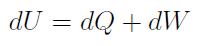 dU = dQ + dW